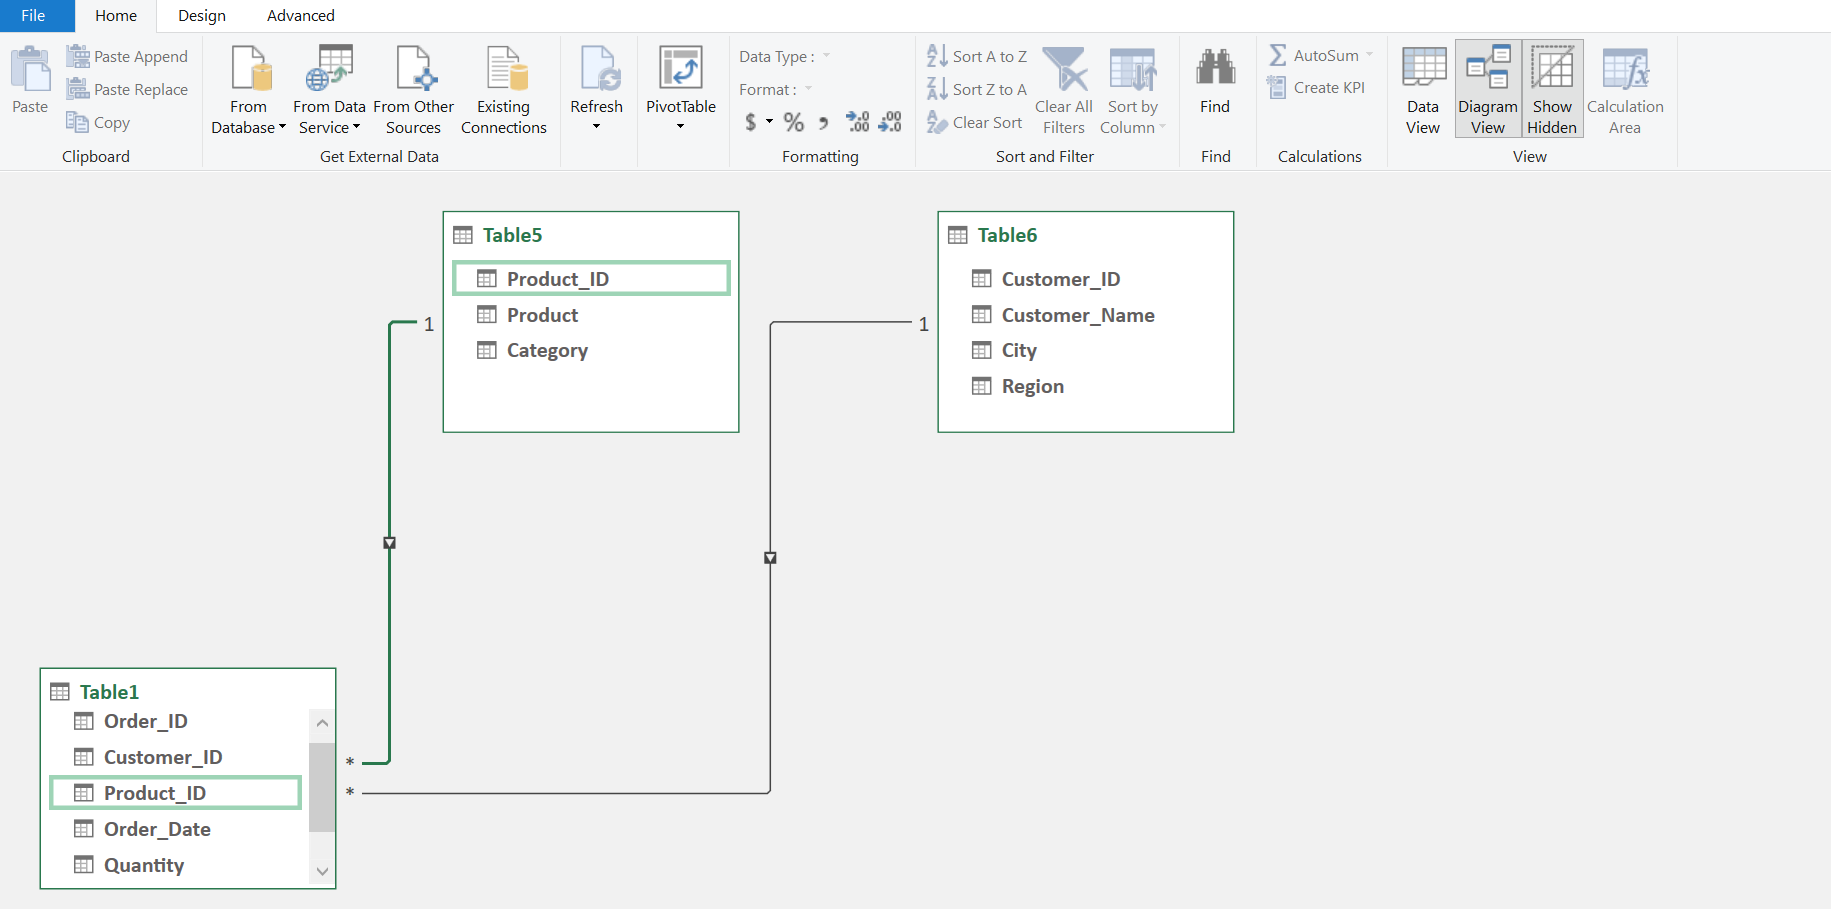 File Home Design Advanced
Paste
Paste Append
Paste Replace
Copy
Clipboard
From Database
From Data Service
From Other Sources
Existing Connections
Get External Data
Refresh
PivotTable
Data Type :
Format :
$ % , .0 .00 .00 .0
Formatting
Sort A to Z
Sort Z to A
Clear Sort
Clear All Filters
Sort by Column
Sort and Filter
Find
Find
AutoSum
Create KPI
Calculations
Data View
Diagram View
Show Hidden
Calculation Area
View
Table5
Product_ID
Product
Category
1
Table6
Customer_ID
Customer_Name
City
Region
1
Table1
Order_ID
Customer_ID
Product_ID
Order_Date
Quantity
*
*